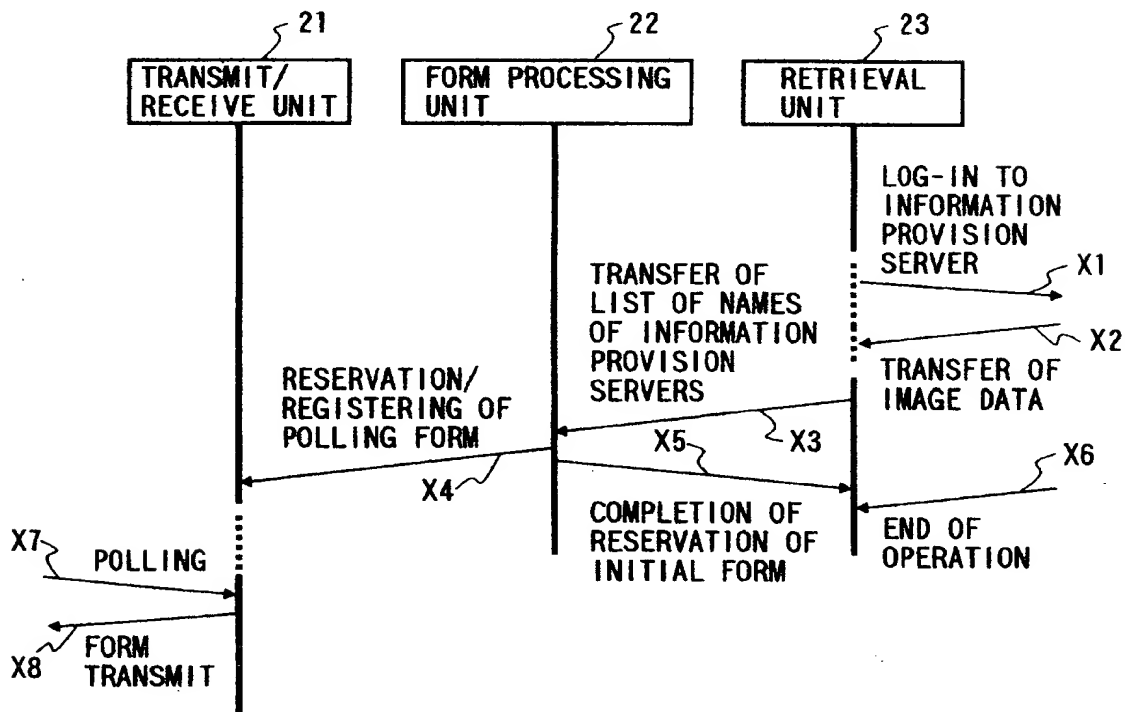 21
22
23
TRANSMIT/
RECEIVE UNIT
FORM PROCESSING
UNIT
RETRIEVAL
UNIT
LOG-IN TO
INFORMATION
PROVISION
SERVER
X1
TRANSFER OF
LIST OF NAMES
OF INFORMATION
PROVISION
SERVERS
X2
TRANSFER OF
IMAGE DATA
RESERVATION/
REGISTERING OF
POLLING FORM
X3
X4
X5
X6
COMPLETION OF
RESERVATION OF
INITIAL FORM
END OF
OPERATION
X7
POLLING
X8
FORM
TRANSMIT